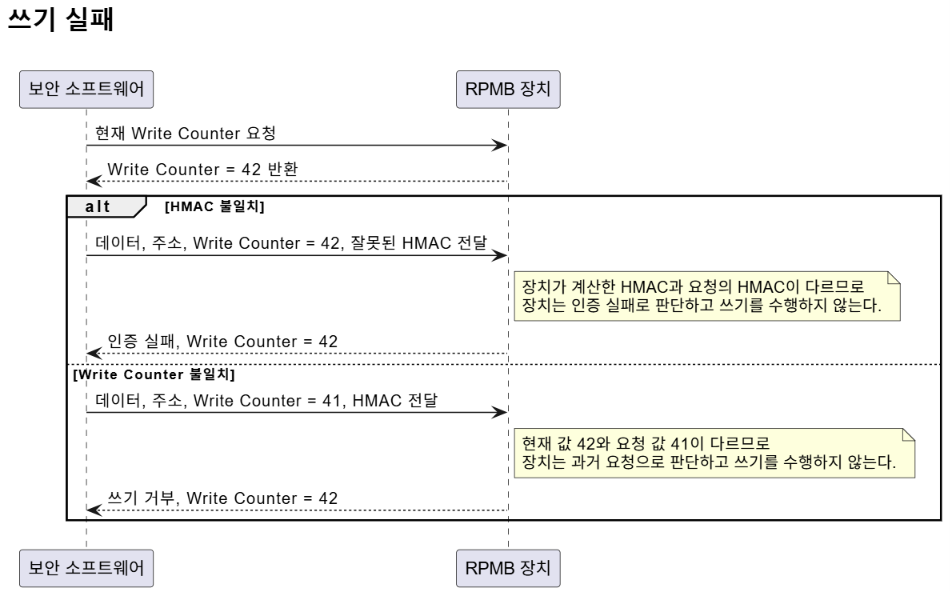 쓰기 실패
보안 소프트웨어
RPMB 장치
현재 Write Counter 요청
Write Counter = 42 반환
alt
[HMAC 불일치]
데이터, 주소, Write Counter = 42, 잘못된 HMAC 전달
장치가 계산한 HMAC과 요청의 HMAC이 다르므로
장치는 인증 실패로 판단하고 쓰기를 수행하지 않는다.
인증 실패, Write Counter = 42
[Write Counter 불일치]
데이터, 주소, Write Counter = 41, HMAC 전달
현재 값 42와 요청 값 41이 다르므로
장치는 과거 요청으로 판단하고 쓰기를 수행하지 않는다.
쓰기 거부, Write Counter = 42
보안 소프트웨어
RPMB 장치